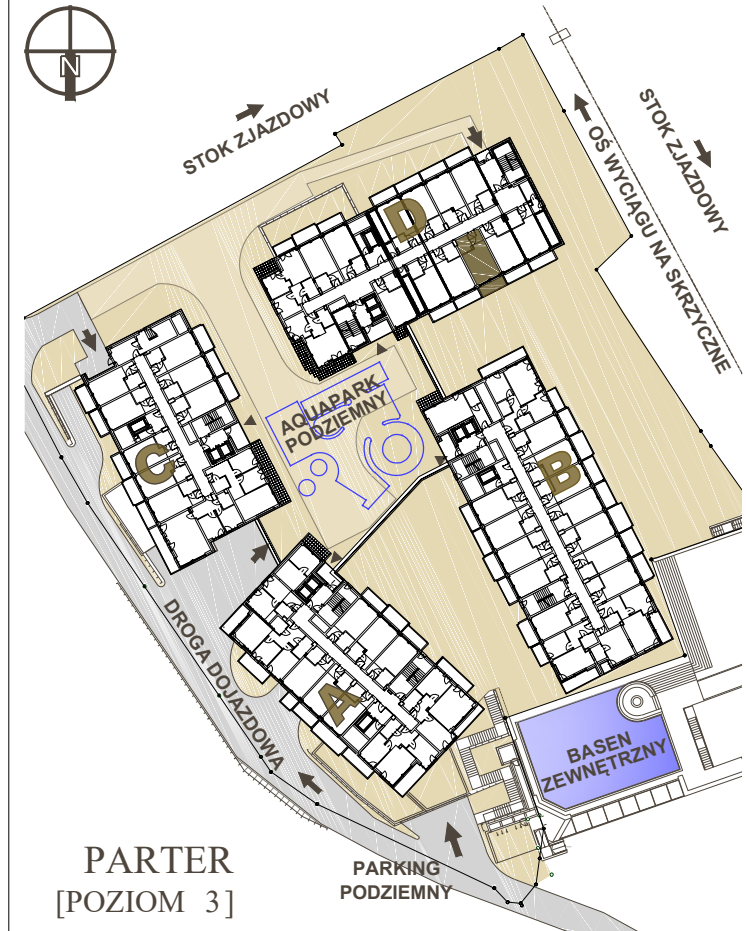 N
STOK ZJAZDOWY
STOK ZJAZDOWY
OŚ WYCIĄGU NA SKRZYCZNE
D
AQUAPARK
PODZIEMNY
C
B
DROGA DOJAZDOWA
A
BASEN
ZEWNĘTRZNY
PARTER
[POZIOM 3]
PARKING
PODZIEMNY